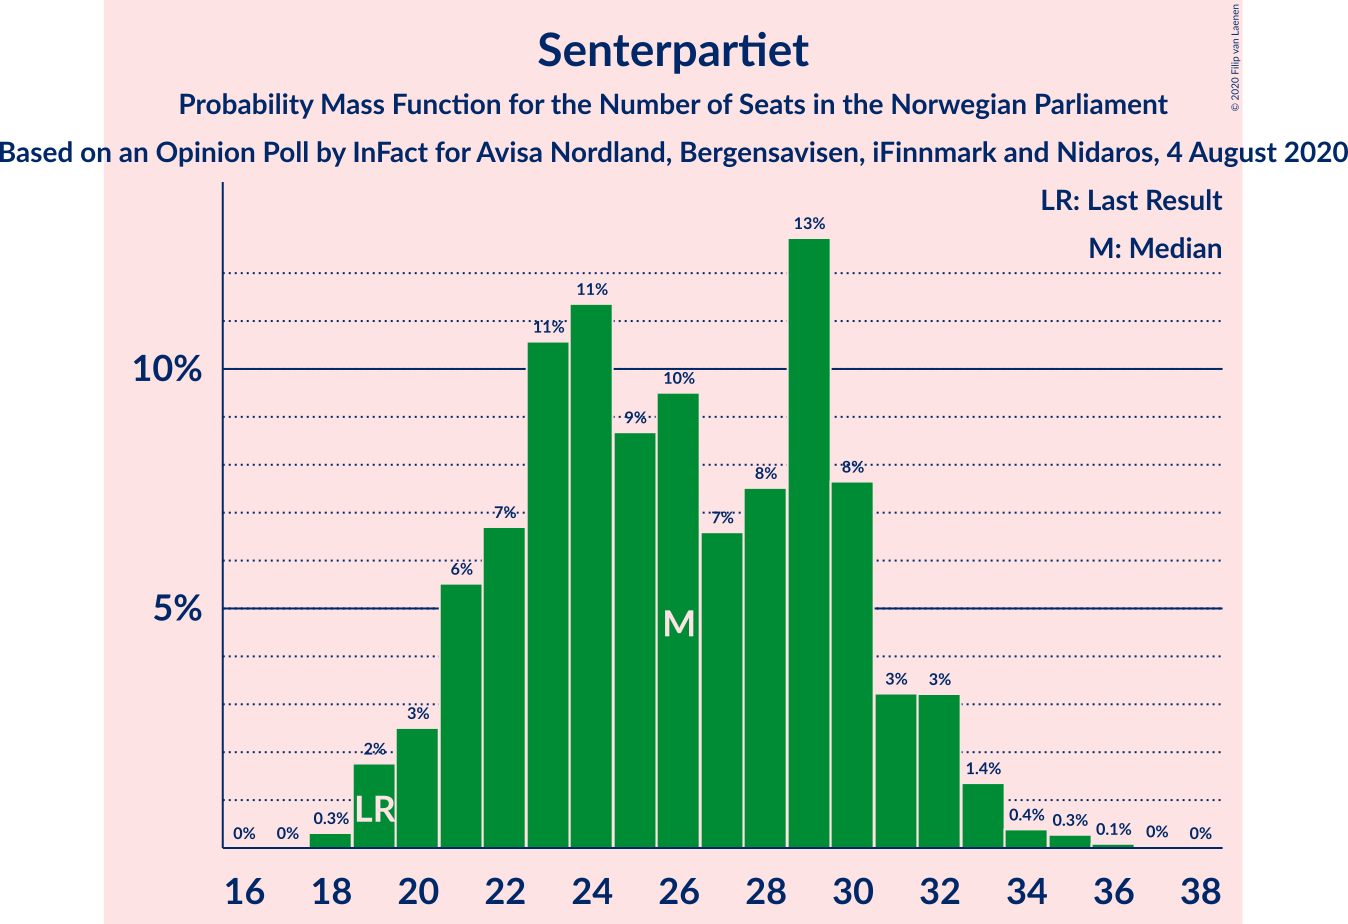 Senterpartiet
Probability Mass Function for the Number of Seats in the Norwegian Parliament
Based on an Opinion Poll by InFact for Avisa Nordland, Bergensavisen, iFinnmark and Nidaros, 4 August 2020
© 2020 Filip van Laenen
LR: Last Result
M: Median
13%
11%
11%
10%
10%
9%
8%
8%
7%
7%
6%
5%
M
3%
3%
3%
2%
1.4%
LR
0%
0%
0.3%
0.4%
0.3%
0.1%
0%
0%
16 18 20 22 24 26 28 30 32 34 36 38